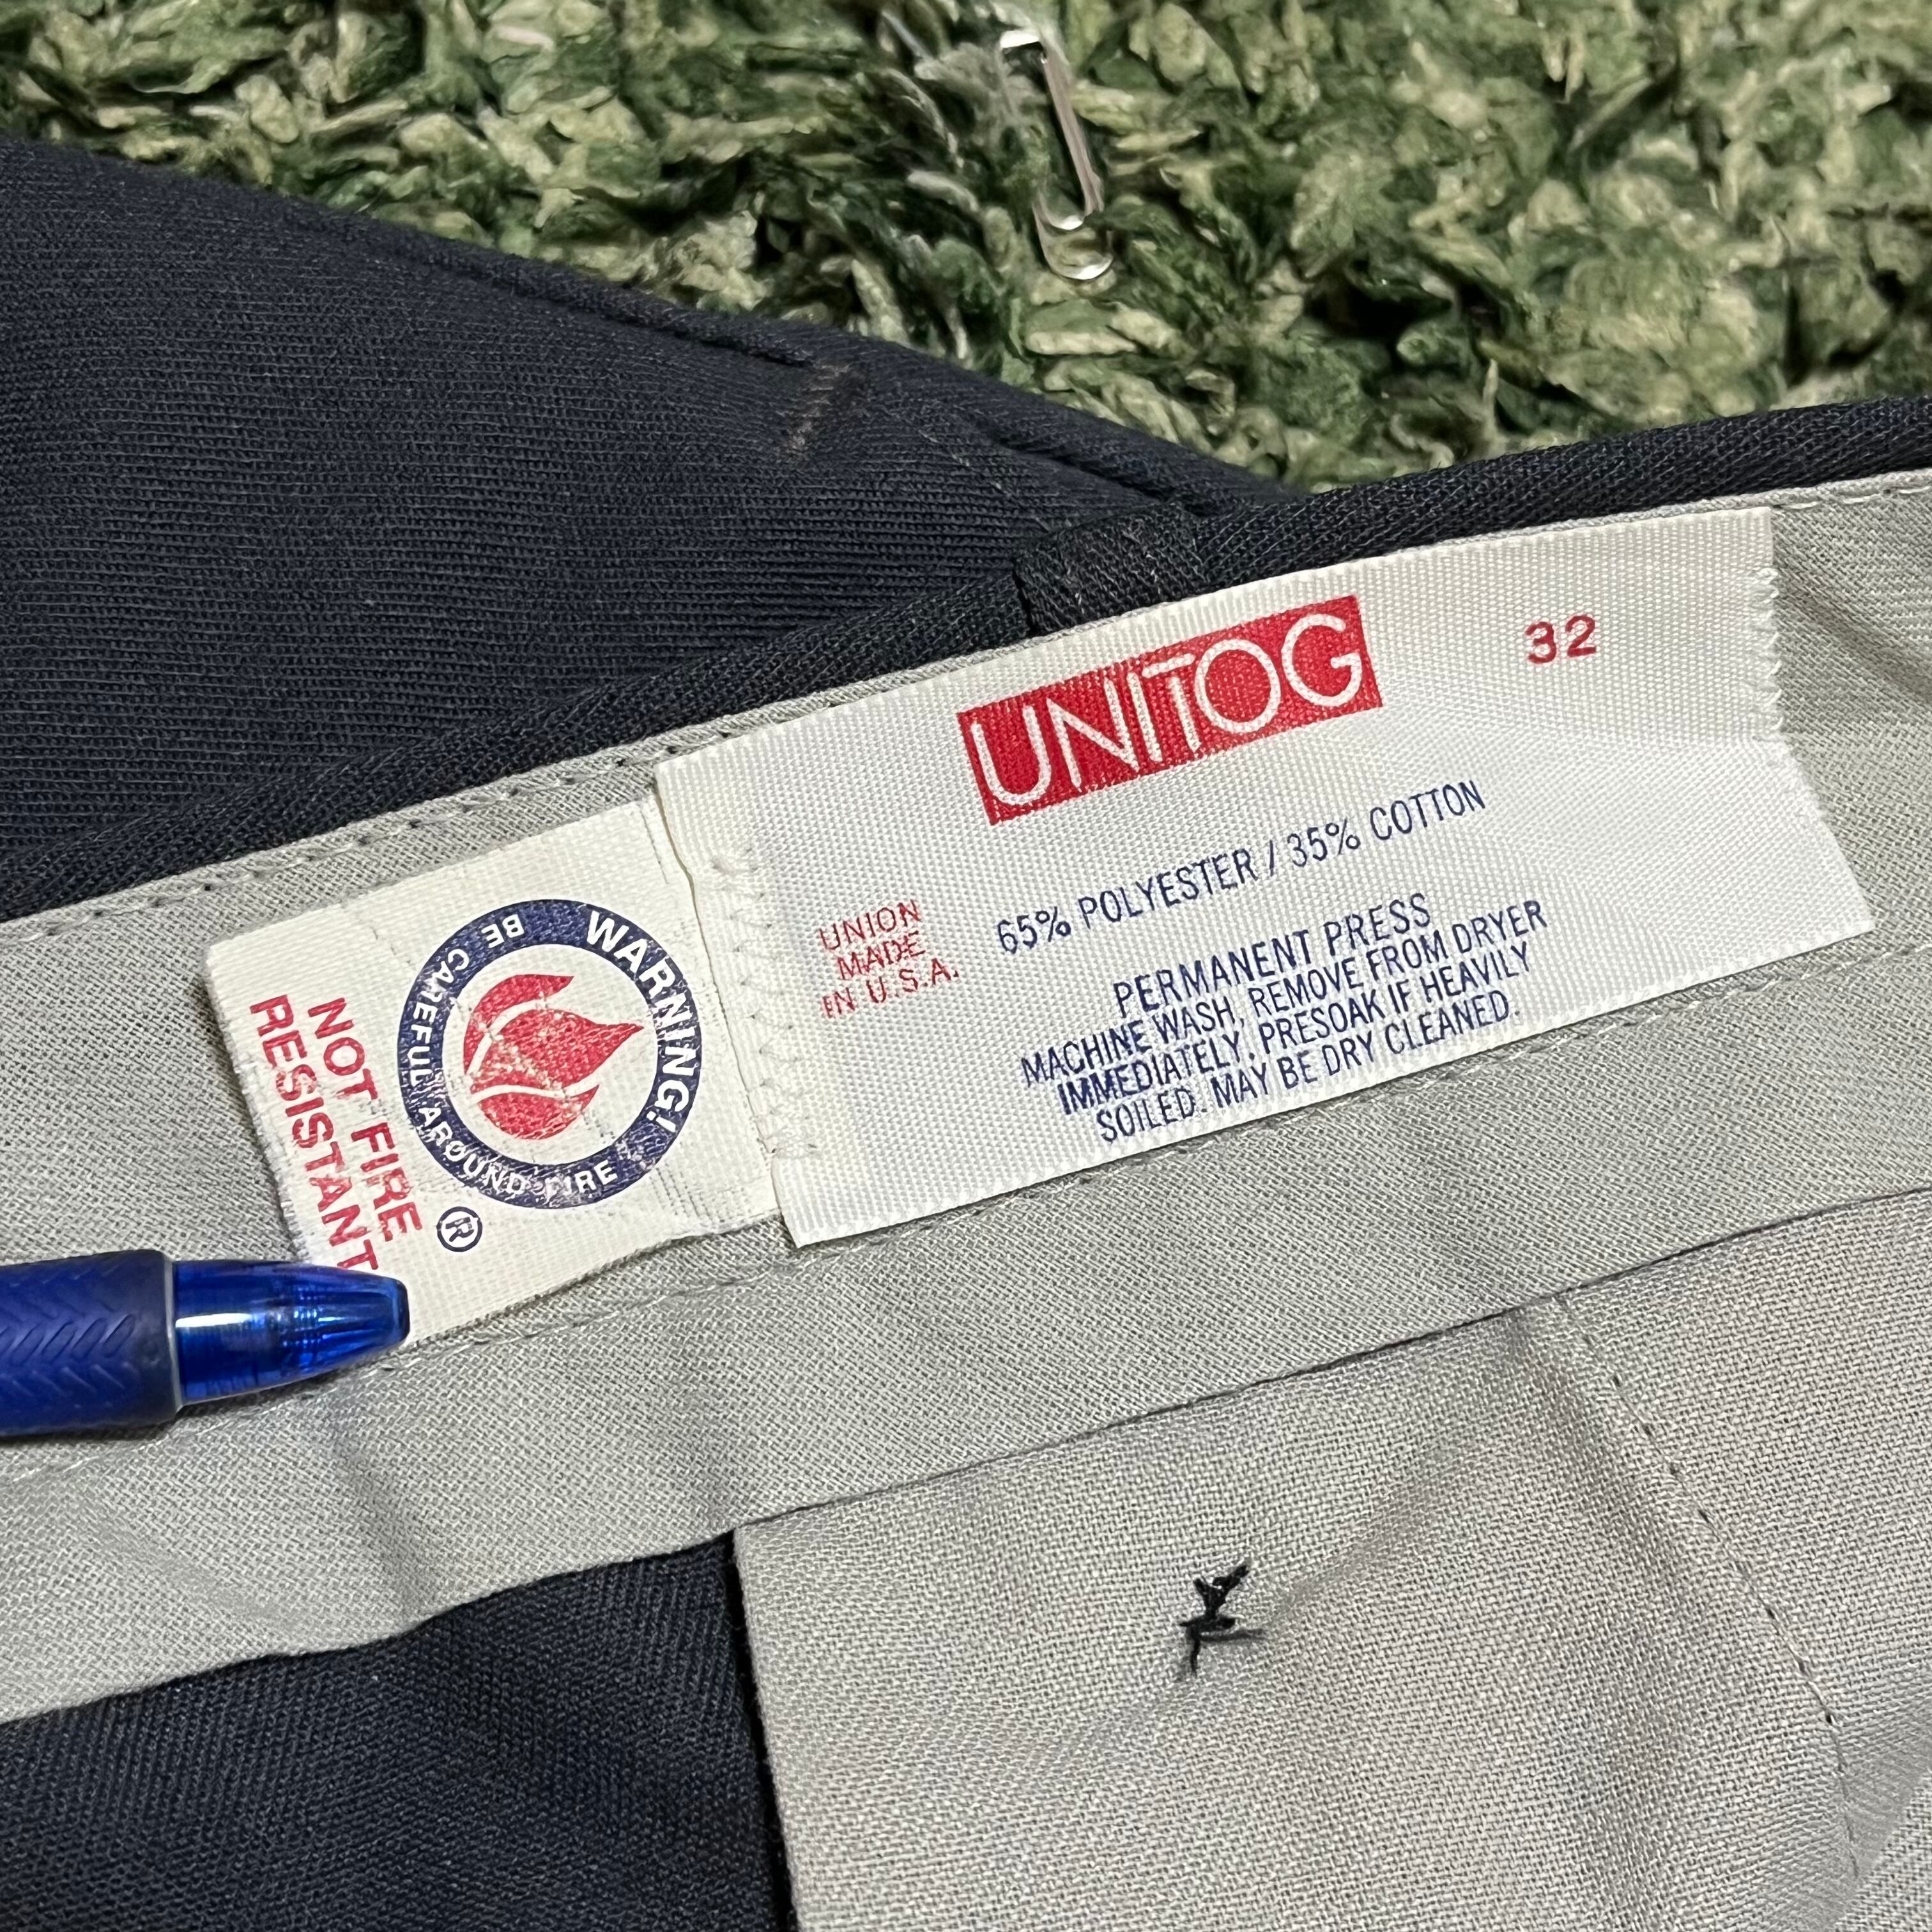 UNITOG
32
65% POLYESTER / 35% COTTON
UNION
MADE
IN U.S.A.
PERMANENT PRESS
MACHINE WASH, REMOVE FROM DRYER
IMMEDIATELY. PRESOAK IF HEAVILY
SOILED. MAY BE DRY CLEANED.
WARNING!
BE CAREFUL AROUND FIRE
®
NOT FIRE
RESISTANT